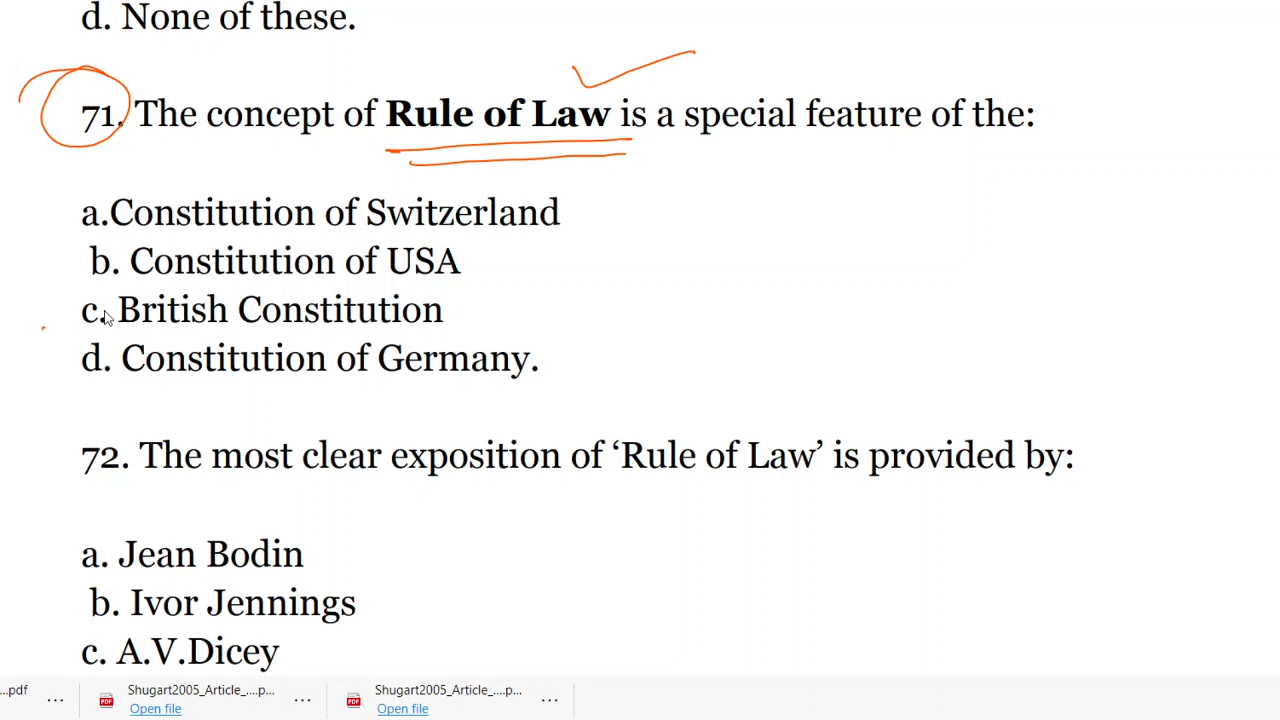 d. None of these.
71. The concept of Rule of Law is a special feature of the:
a.Constitution of Switzerland
b. Constitution of USA
c. British Constitution
d. Constitution of Germany.
72. The most clear exposition of ‘Rule of Law’ is provided by:
a. Jean Bodin
b. Ivor Jennings
c. A.V.Dicey
...pdf ... Shugart2005_Article_....p... ... Shugart2005_Article_....p... ...
Open file Open file